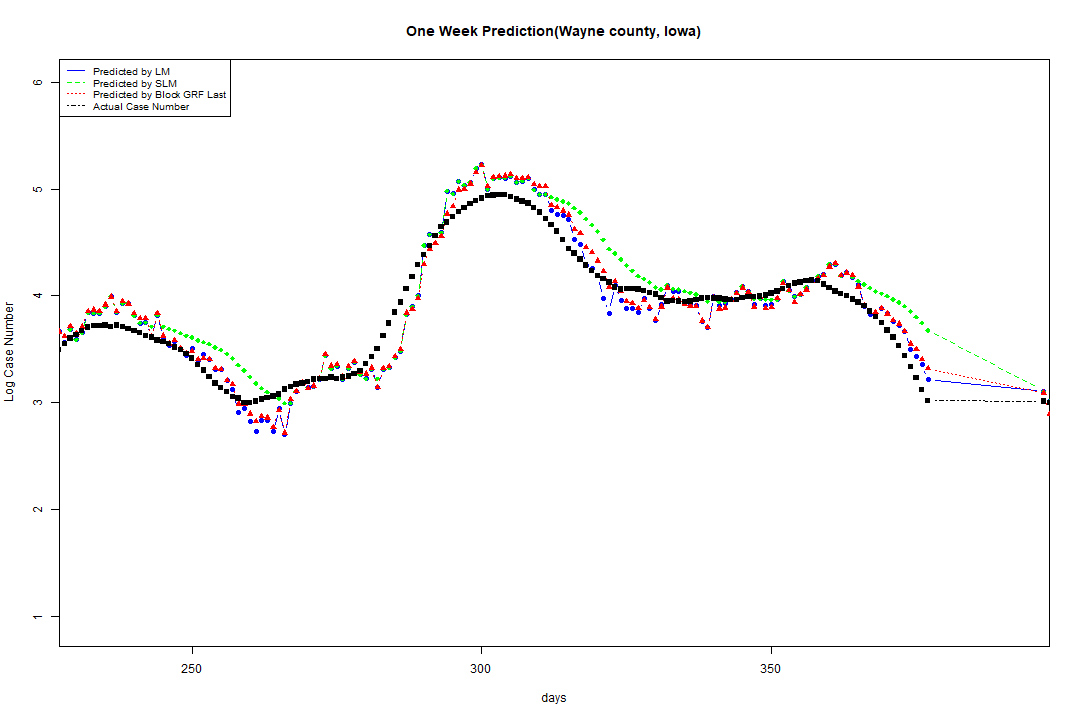 One Week Prediction(Wayne county, Iowa)
Predicted by LM
Predicted by SLM
Predicted by Block GRF Last
Actual Case Number
6
5
4
3
2
1
Log Case Number
250
300
350
days